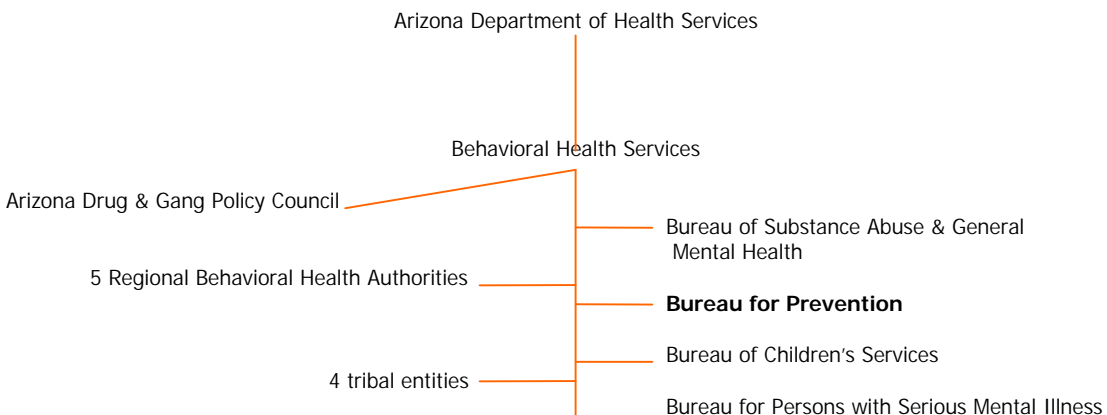 Arizona Department of Health Services
Behavioral Health Services
Arizona Drug & Gang Policy Council
Bureau of Substance Abuse & General
Mental Health
5 Regional Behavioral Health Authorities
Bureau for Prevention
Bureau of Children's Services
4 tribal entities
Bureau for Persons with Serious Mental Illness